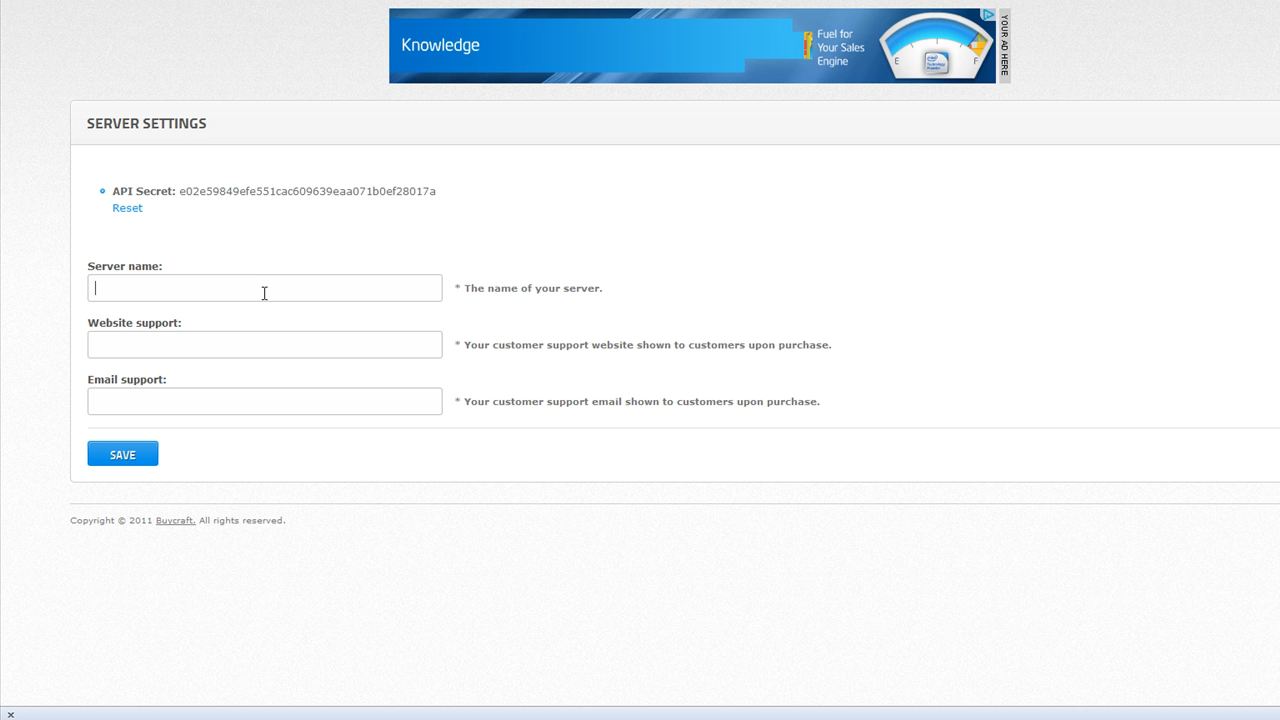 Knowledge
Fuel for
Your Sales
Engine
E
F
YOUR AD HERE
SERVER SETTINGS
API Secret: e02e59849efe551cac609639eaa071b0ef28017a
Reset
Server name:
* The name of your server.
Website support:
* Your customer support website shown to customers upon purchase.
Email support:
* Your customer support email shown to customers upon purchase.
SAVE
Copyright © 2011 Buycraft. All rights reserved.